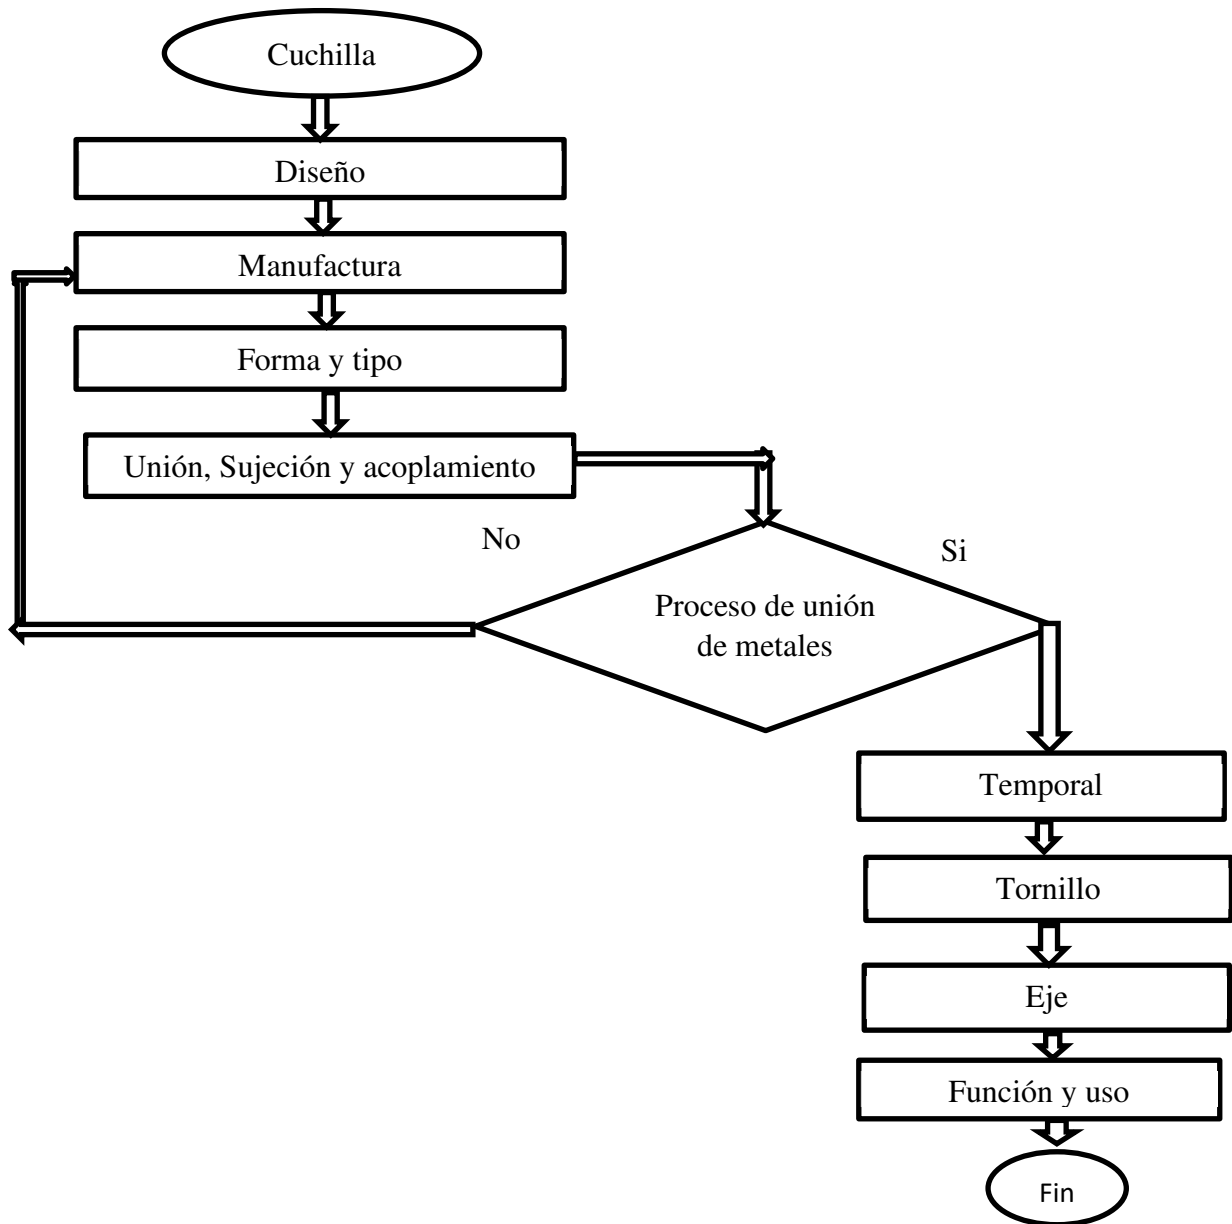 Cuchilla
Diseño
Manufactura
Forma y tipo
Unión, Sujeción y acoplamiento
No
Si
Proceso de unión
de metales
Temporal
Tornillo
Eje
Función y uso
Fin